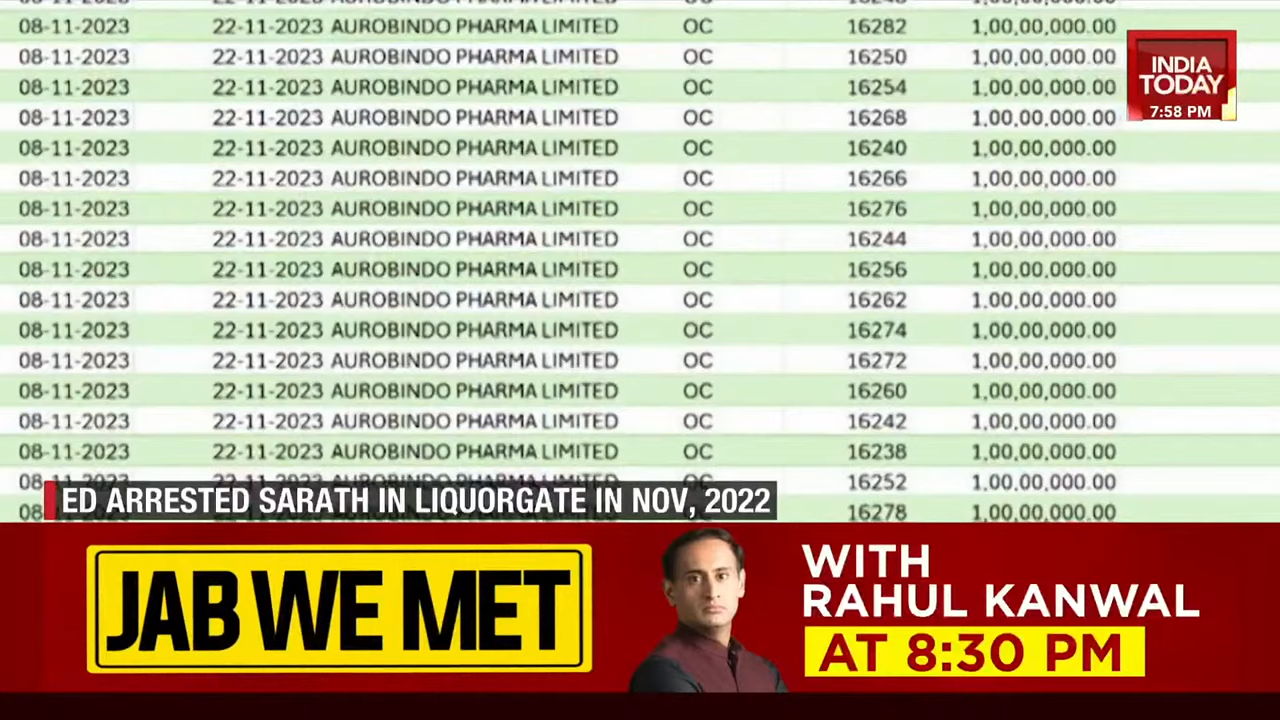 08-11-2023 22-11-2023 AUROBINDO PHARMA LIMITED OC 16282 1,00,00,000.00
08-11-2023 22-11-2023 AUROBINDO PHARMA LIMITED OC 16250 1,00,00,000.00
08-11-2023 22-11-2023 AUROBINDO PHARMA LIMITED OC 16254 1,00,00,000.00
08-11-2023 22-11-2023 AUROBINDO PHARMA LIMITED OC 16268 1,00,00,000.00
08-11-2023 22-11-2023 AUROBINDO PHARMA LIMITED OC 16240 1,00,00,000.00
08-11-2023 22-11-2023 AUROBINDO PHARMA LIMITED OC 16266 1,00,00,000.00
08-11-2023 22-11-2023 AUROBINDO PHARMA LIMITED OC 16276 1,00,00,000.00
08-11-2023 22-11-2023 AUROBINDO PHARMA LIMITED OC 16244 1,00,00,000.00
08-11-2023 22-11-2023 AUROBINDO PHARMA LIMITED OC 16256 1,00,00,000.00
08-11-2023 22-11-2023 AUROBINDO PHARMA LIMITED OC 16262 1,00,00,000.00
08-11-2023 22-11-2023 AUROBINDO PHARMA LIMITED OC 16274 1,00,00,000.00
08-11-2023 22-11-2023 AUROBINDO PHARMA LIMITED OC 16272 1,00,00,000.00
08-11-2023 22-11-2023 AUROBINDO PHARMA LIMITED OC 16260 1,00,00,000.00
08-11-2023 22-11-2023 AUROBINDO PHARMA LIMITED OC 16242 1,00,00,000.00
08-11-2023 22-11-2023 AUROBINDO PHARMA LIMITED OC 16238 1,00,00,000.00
OC 16252 1,00,00,000.00
16278 1,00,00,000.00
INDIA
TODAY
7:58 PM
ED ARRESTED SARATH IN LIQUORGATE IN NOV, 2022
JAB WE MET
WITH
RAHUL KANWAL
AT 8:30 PM